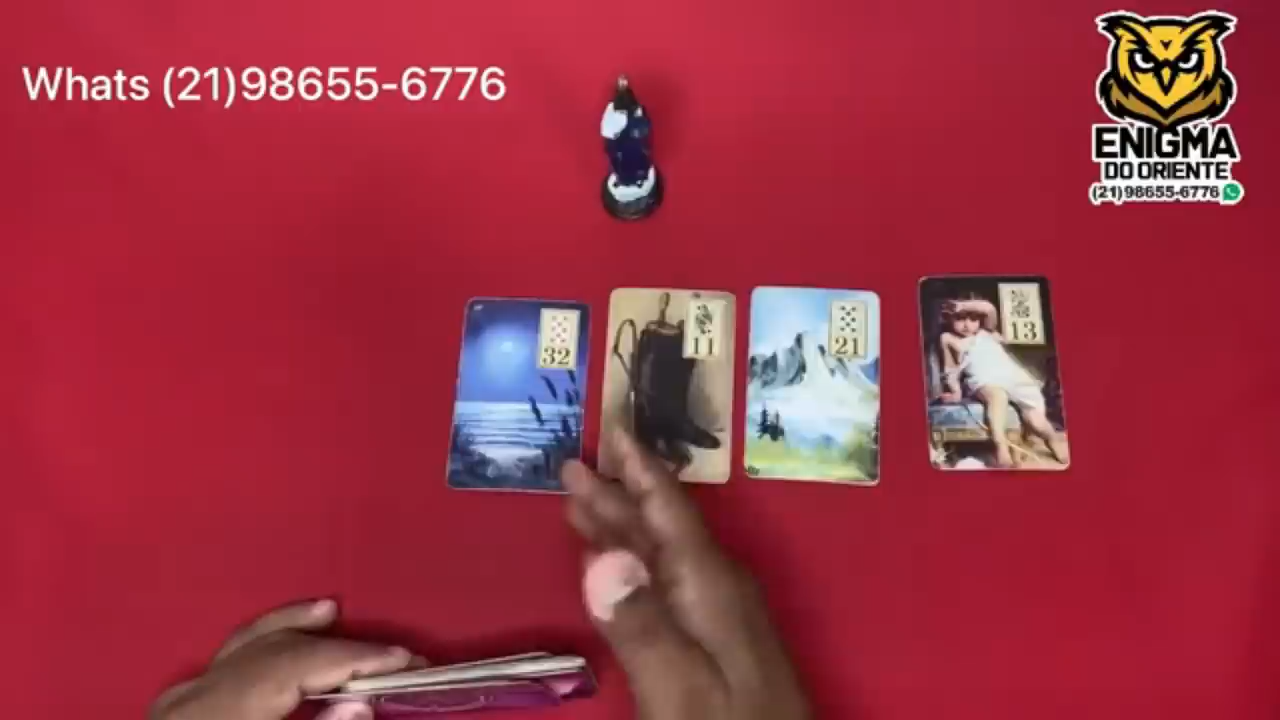 Whats (21)98655-6776
ENIGMA
DO ORIENTE
(21)98655-6776
32
11
21
13